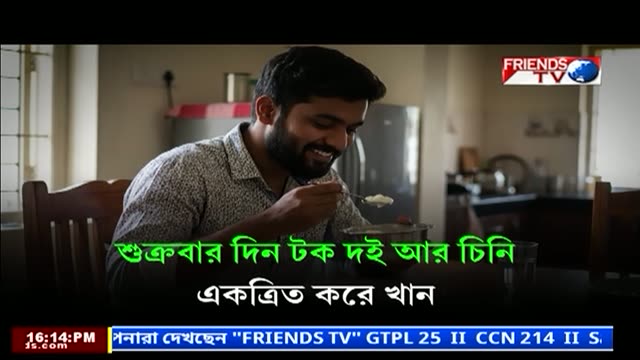 FRIENDS
TV
শুক্রবার দিন টক দই আর চিনি
একত্রিত করে খান
16:14:PM
পনারা দেখছেন "FRIENDS TV" GTPL 25 II CCN 214 II